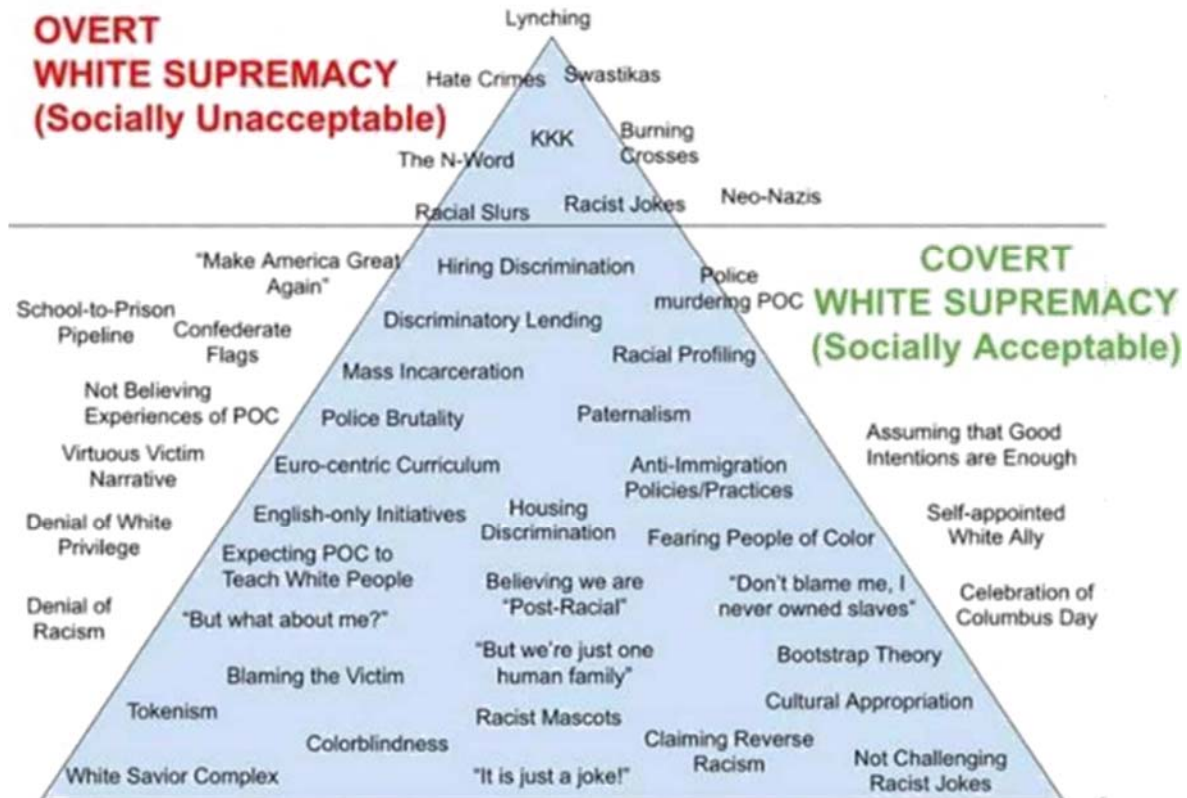 Lynching
OVERT
WHITE SUPREMACY
(Socially Unacceptable)
Hate Crimes
Swastikas
KKK
Burning
Crosses
The N-Word
Racial Slurs
Racist Jokes
Neo-Nazis
COVERT
WHITE SUPREMACY
(Socially Acceptable)
"Make America Great
Again"
Hiring Discrimination
Police
murdering POC
School-to-Prison
Pipeline
Confederate
Flags
Discriminatory Lending
Racial Profiling
Mass Incarceration
Not Believing
Experiences of POC
Police Brutality
Paternalism
Assuming that Good
Intentions are Enough
Virtuous Victim
Narrative
Euro-centric Curriculum
Anti-Immigration
Policies/Practices
Denial of White
Privilege
English-only Initiatives
Housing
Discrimination
Fearing People of Color
Self-appointed
White Ally
Expecting POC to
Teach White People
Believing we are
"Post-Racial"
"Don't blame me, I
never owned slaves"
Celebration of
Columbus Day
Denial of
Racism
"But what about me?"
"But we're just one
human family"
Bootstrap Theory
Blaming the Victim
Cultural Appropriation
Tokenism
Racist Mascots
Colorblindness
Claiming Reverse
Racism
Not Challenging
Racist Jokes
White Savior Complex
"It is just a joke!"